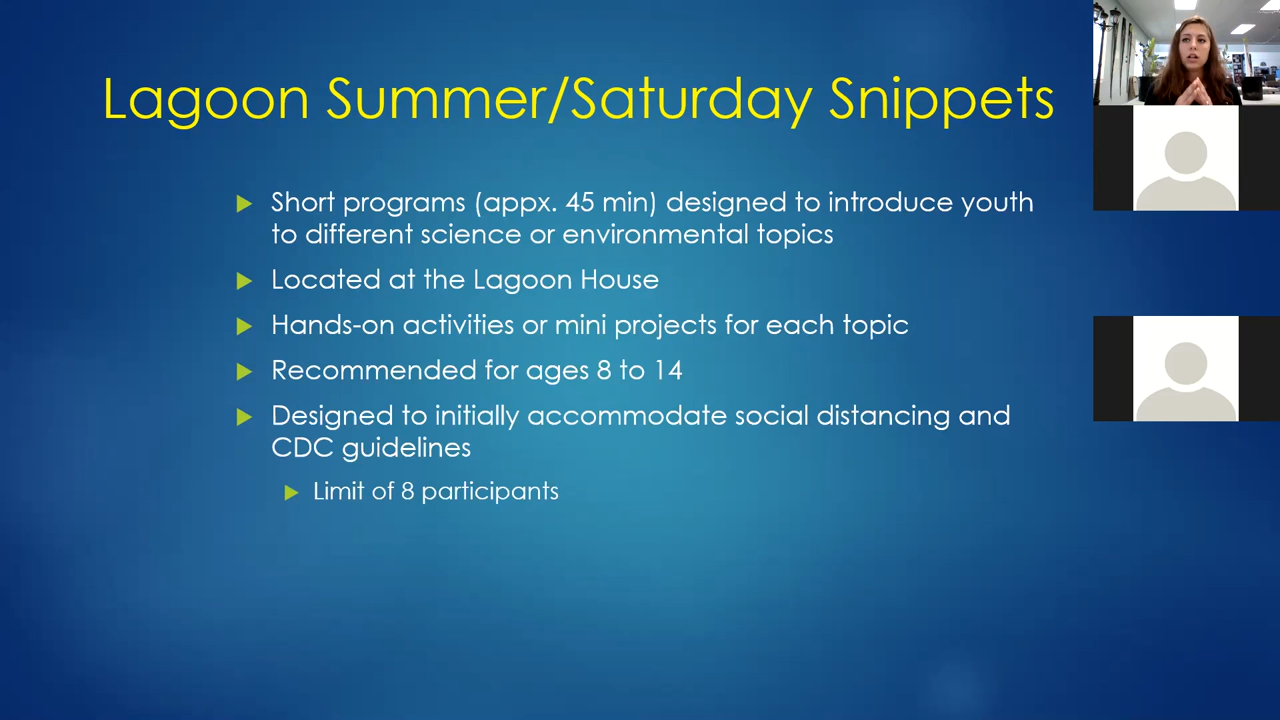 Lagoon Summer/Saturday Snippets
Short programs (appx. 45 min) designed to introduce youth
to different science or environmental topics
Located at the Lagoon House
Hands-on activities or mini projects for each topic
Recommended for ages 8 to 14
Designed to initially accommodate social distancing and
CDC guidelines
Limit of 8 participants